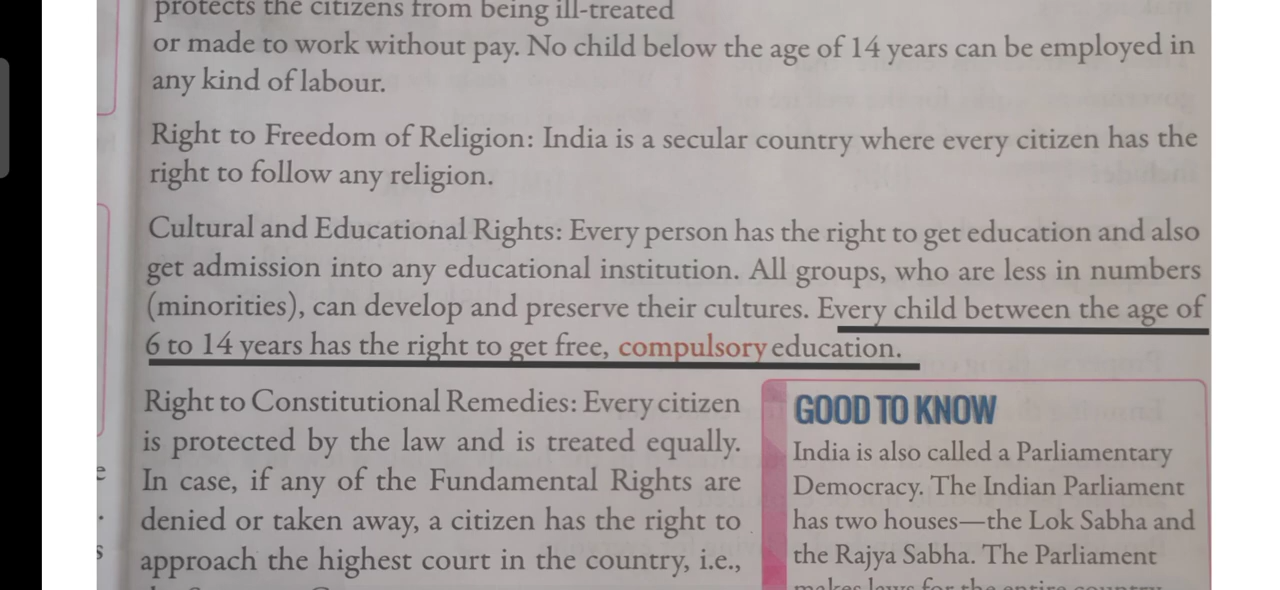 protects the citizens from being ill-treated
or made to work without pay. No child below the age of 14 years can be employed in
any kind of labour.
Right to Freedom of Religion: India is a secular country where every citizen has the
right to follow any religion.
Cultural and Educational Rights: Every person has the right to get education and also
get admission into any educational institution. All groups, who are less in numbers
(minorities), can develop and preserve their cultures. Every child between the age of
6 to 14 years has the right to get free, compulsory education.
Right to Constitutional Remedies: Every citizen
is protected by the law and is treated equally.
In case, if any of the Fundamental Rights are
denied or taken away, a citizen has the right to
approach the highest court in the country, i.e.,
GOOD TO KNOW
India is also called a Parliamentary
Democracy. The Indian Parliament
has two houses—the Lok Sabha and
the Rajya Sabha. The Parliament
makes laws for the entire country